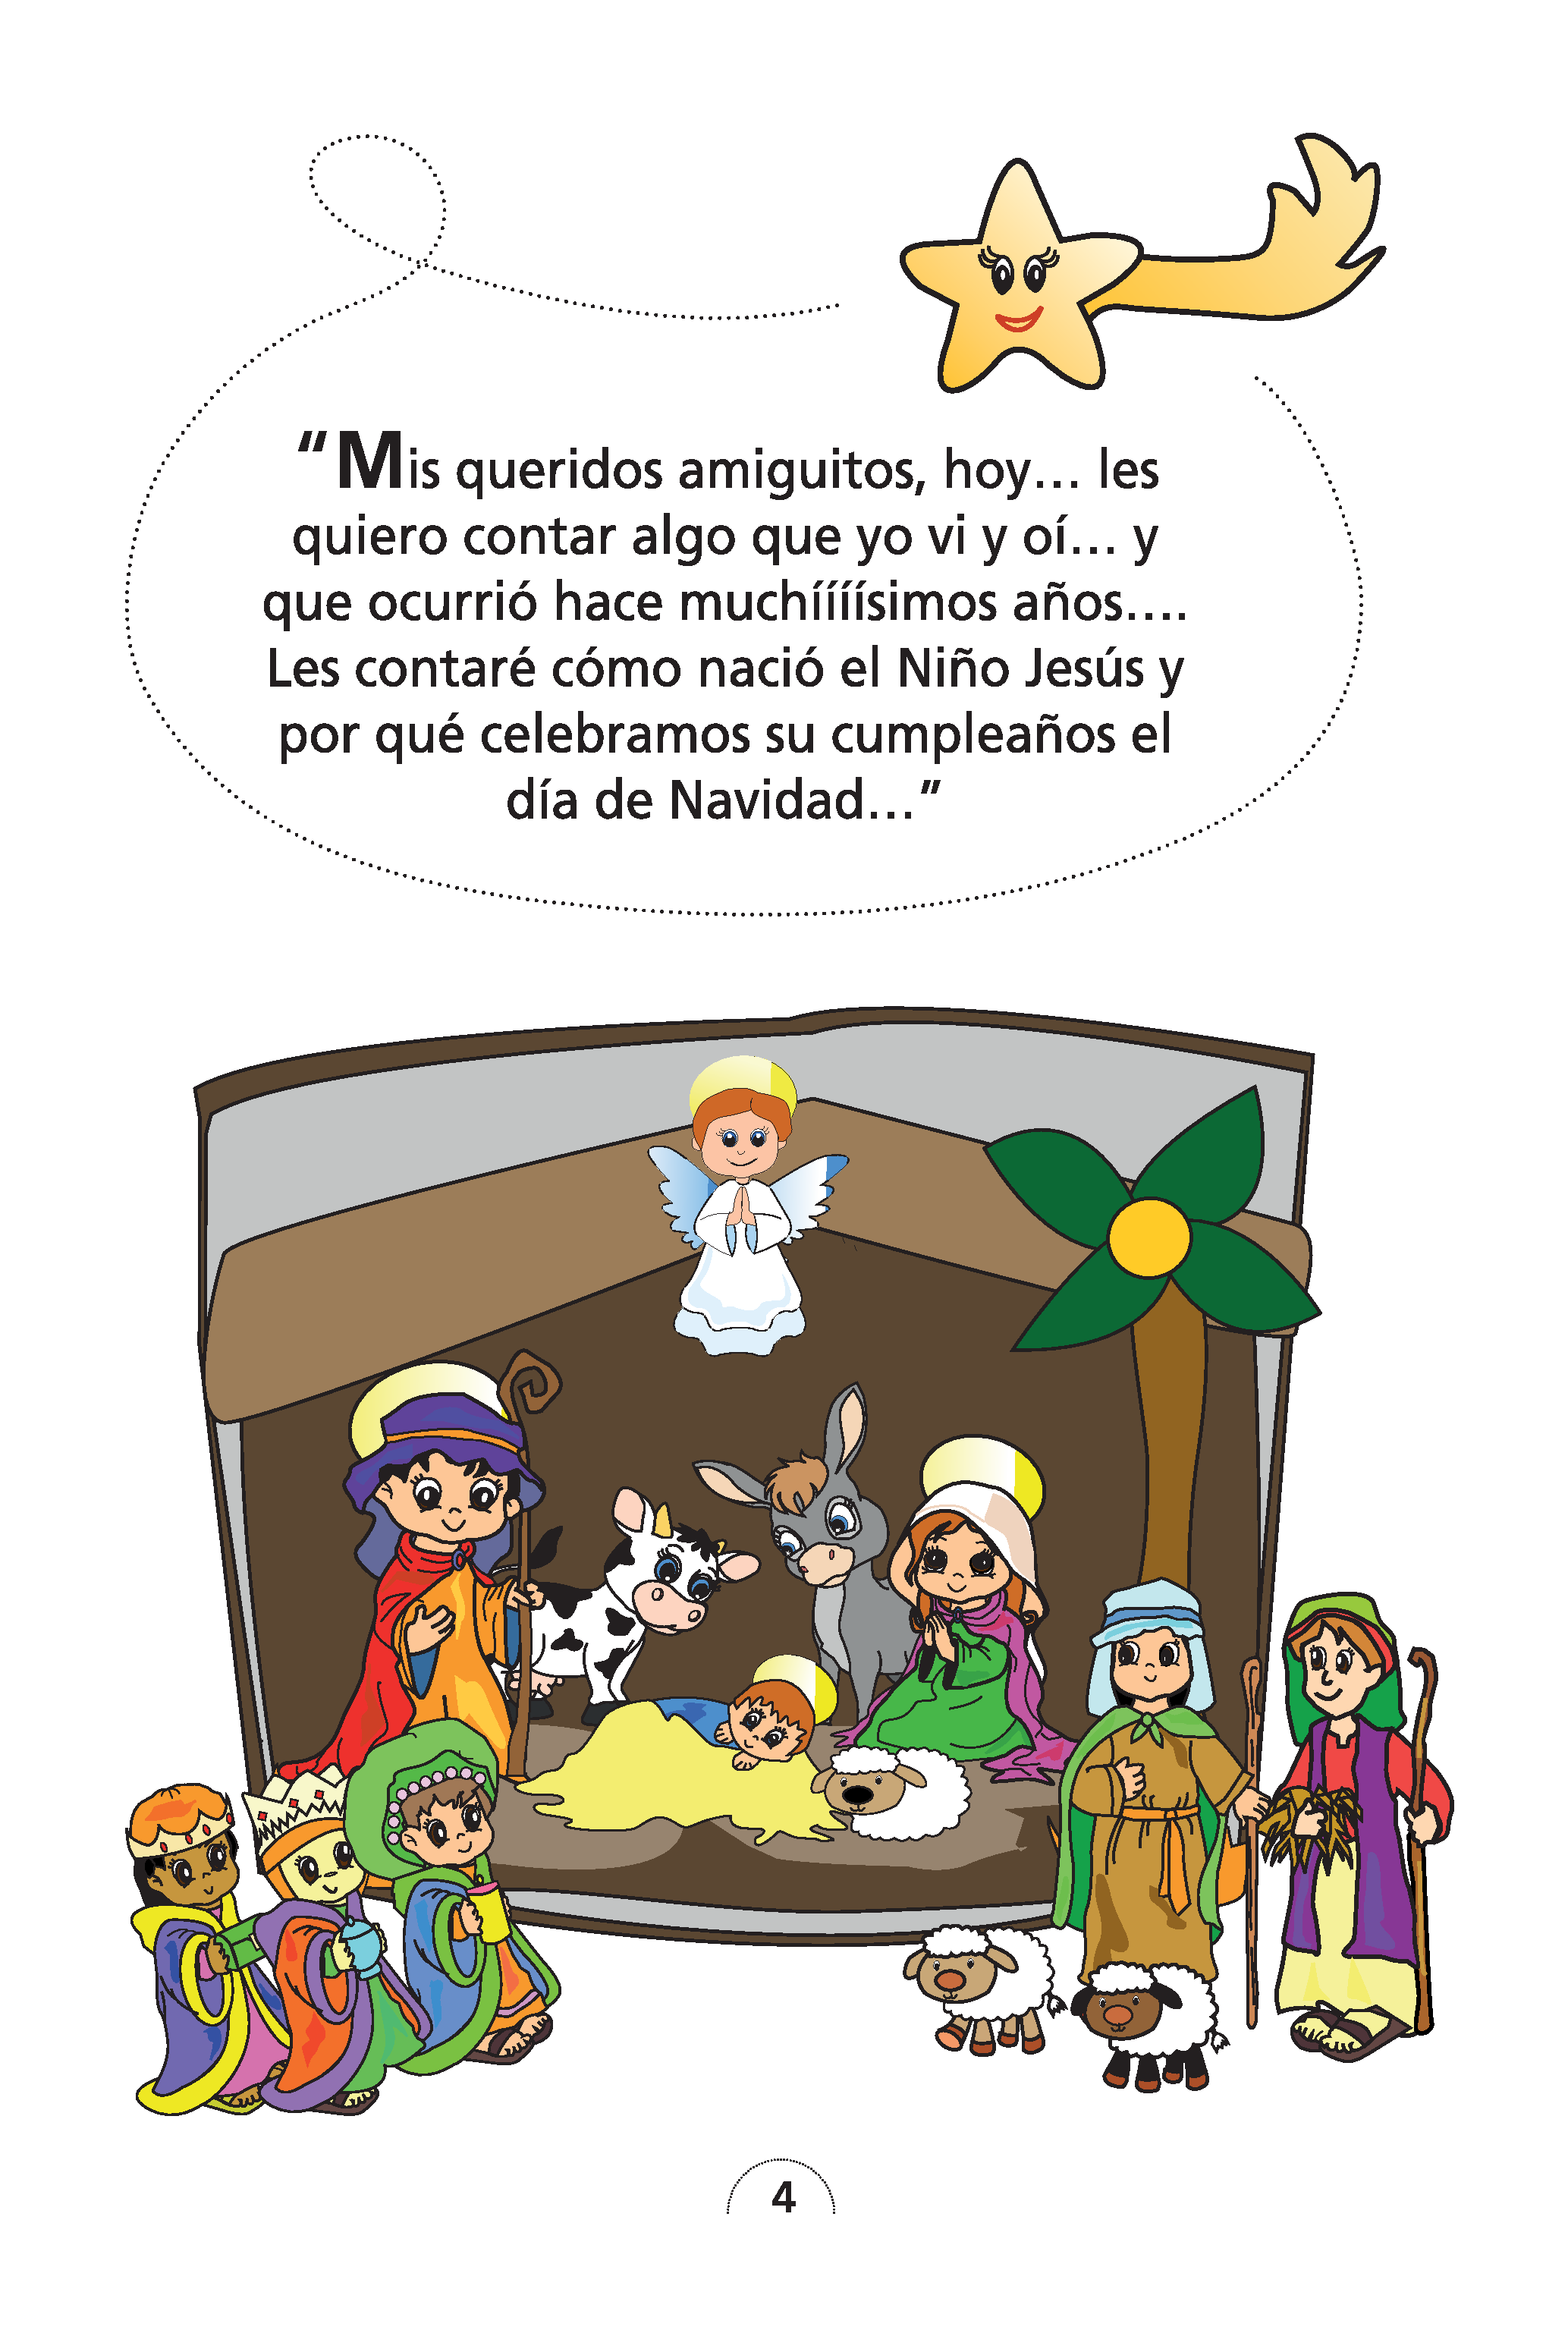 “Mis queridos amiguitos, hoy... les
quiero contar algo que yo vi y oí... y
que ocurrió hace muchíííísimos años....
Les contaré cómo nació el Niño Jesús y
por qué celebramos su cumpleaños el
día de Navidad...”
4